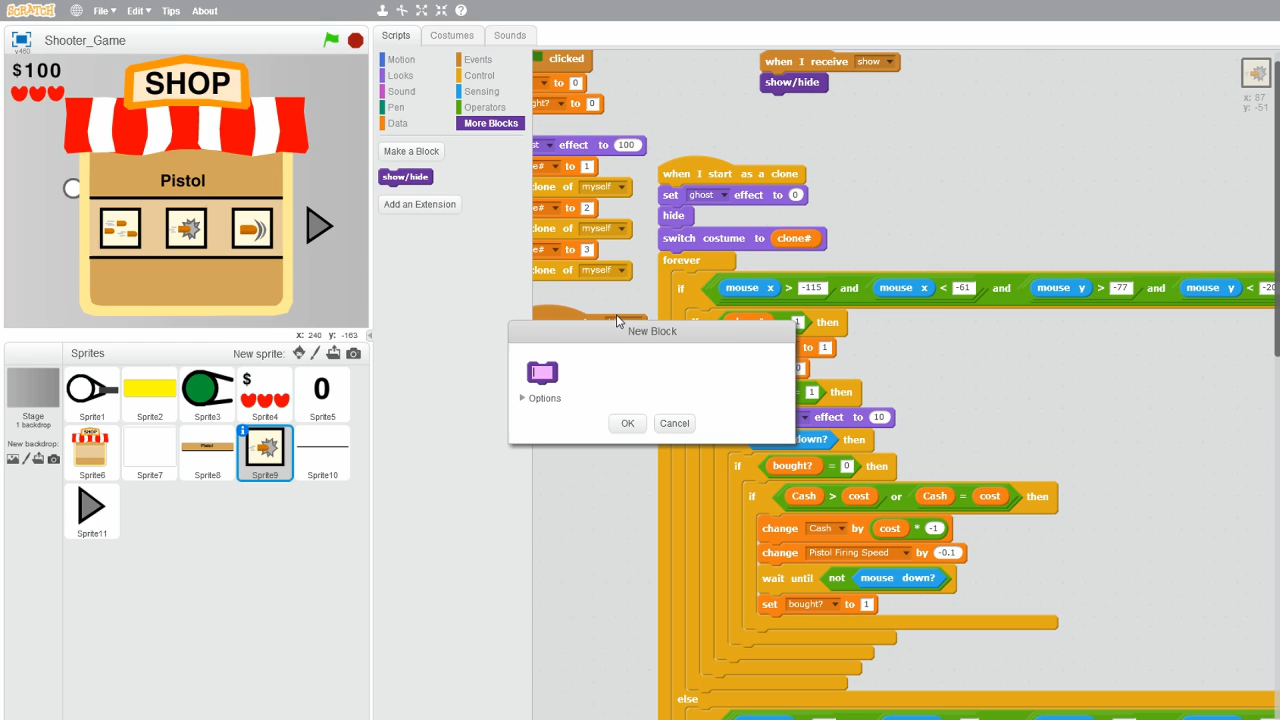 SCRATCH File Edit Tips About
v460 Shooter_Game
Scripts Costumes Sounds
$100
SHOP
Pistol
x: 240 y: -163
Motion Events
Looks Control
Sound Sensing
Pen Operators
Data More Blocks
Make a Block
show/hide
Add an Extension
clicked
to 0
ught? to 0
effect to 100
e# to 1
clone of myself
e# to 2
clone of myself
e# to 3
clone of myself
when I receive show
show/hide
x: 87
y: -51
when I start as a clone
set ghost effect to 0
hide
switch costume to clone#
forever
if mouse x > -115 and mouse x < -61 and mouse y > -77 and mouse y < -20
1 then
to 1
1 then
effect to 10
down? then
if bought? = 0 then
if Cash > cost or Cash = cost then
change Cash by cost * -1
change Pistol Firing Speed by -0.1
wait until not mouse down?
set bought? to 1
else
New Block
Options
OK Cancel
Sprites New sprite:
Stage
1 backdrop
New backdrop:
Sprite1 Sprite2 Sprite3 $ Sprite4 0 Sprite5
SHOP Sprite6 Sprite7 Pistol Sprite8 Sprite9 Sprite10
Sprite11